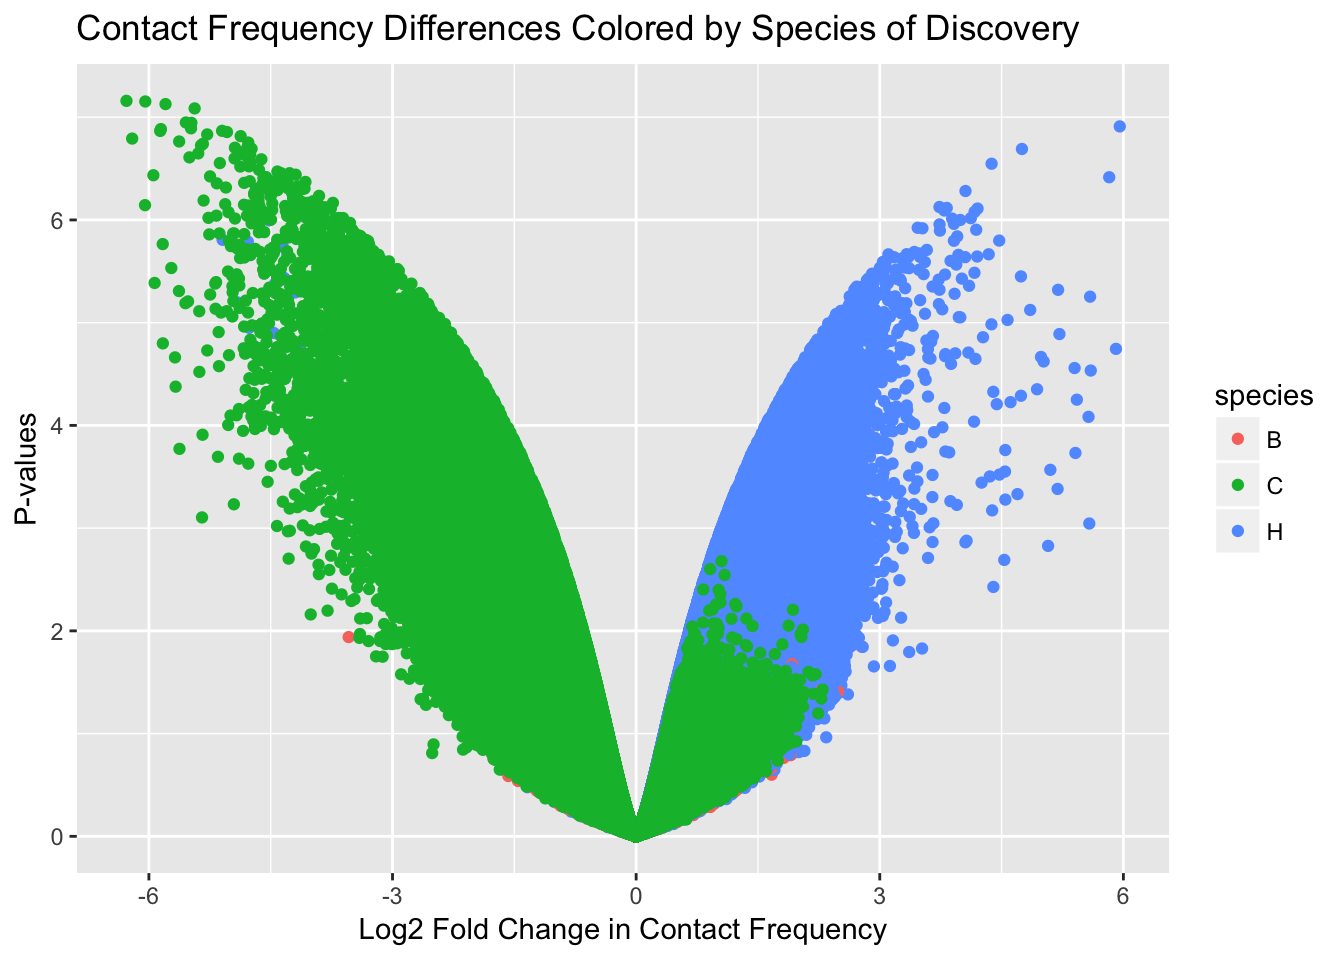 Contact Frequency Differences Colored by Species of Discovery
P-values
6
4
2
0
-6
-3
0
3
6
Log2 Fold Change in Contact Frequency
species
B
C
H